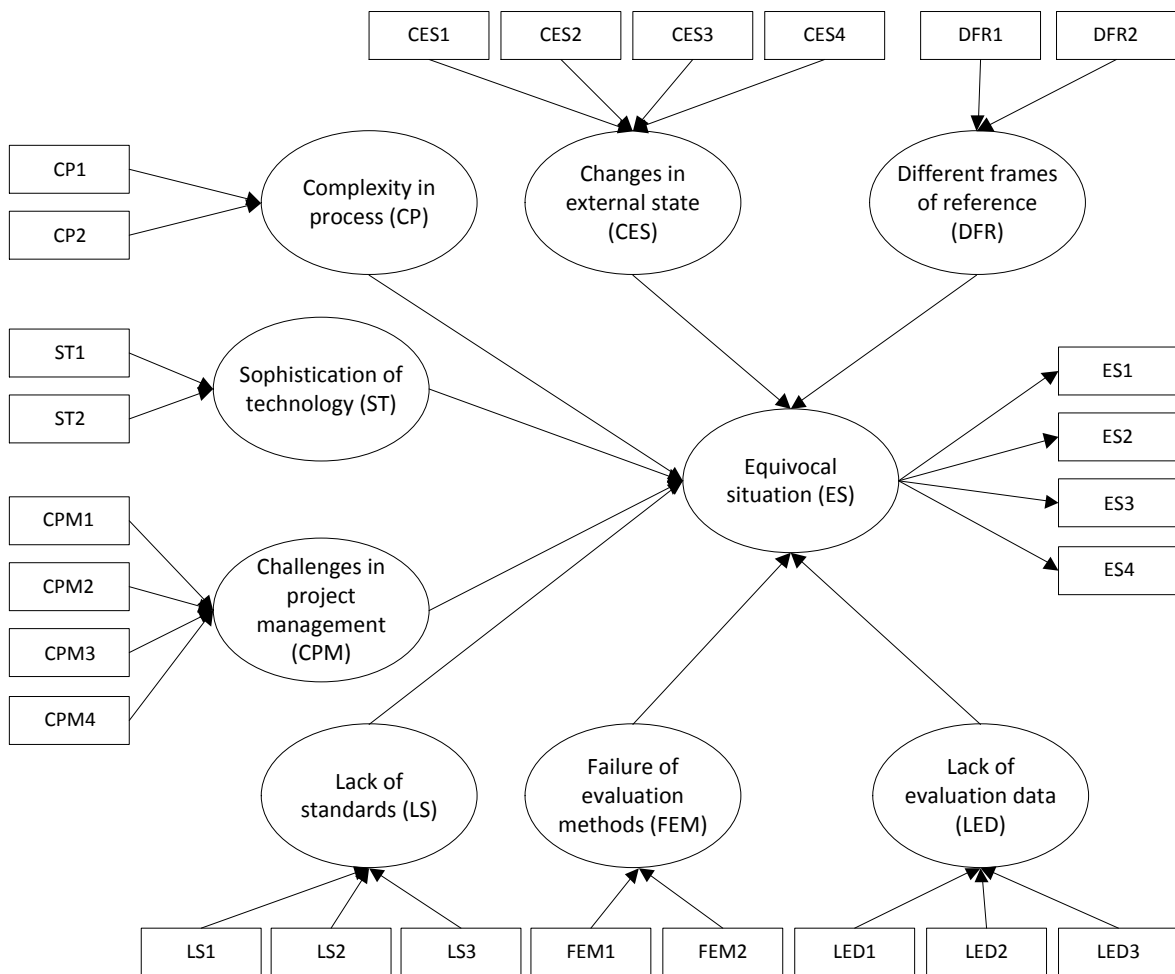 CES1
CES2
CES3
CES4
DFR1
DFR2
CP1
CP2
Complexity in
process (CP)
Changes in
external state
(CES)
Different frames
of reference
(DFR)
ST1
ST2
Sophistication of
technology (ST)
ES1
ES2
ES3
ES4
Equivocal
situation (ES)
CPM1
CPM2
CPM3
CPM4
Challenges in
project
management
(CPM)
Lack of
standards (LS)
Failure of
evaluation
methods (FEM)
Lack of
evaluation data
(LED)
LS1
LS2
LS3
FEM1
FEM2
LED1
LED2
LED3